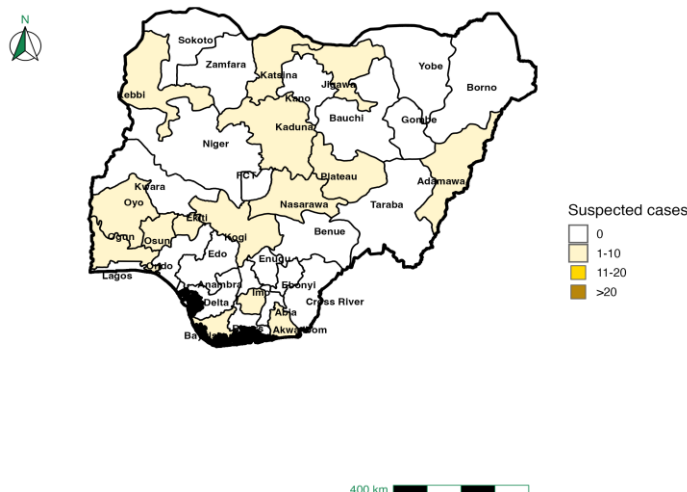 N
Sokoto
Yobe
Zamfara
Katsina
Jigawa
Borno
Kebbi
Kano
Bauchi
Gombe
Kaduna
Niger
FCT
Plateau
Adamawa
Kwara
Nasarawa
Taraba
Oyo
Ekiti
Benue
Ogun
Osun
Kogi
Edo
Enugu
Ondo
Lagos
Anambra
Ebonyi
Imo
Delta
Cross River
Abia
Akwa Ibom
Suspected cases
0
1-10
11-20
>20
400 km